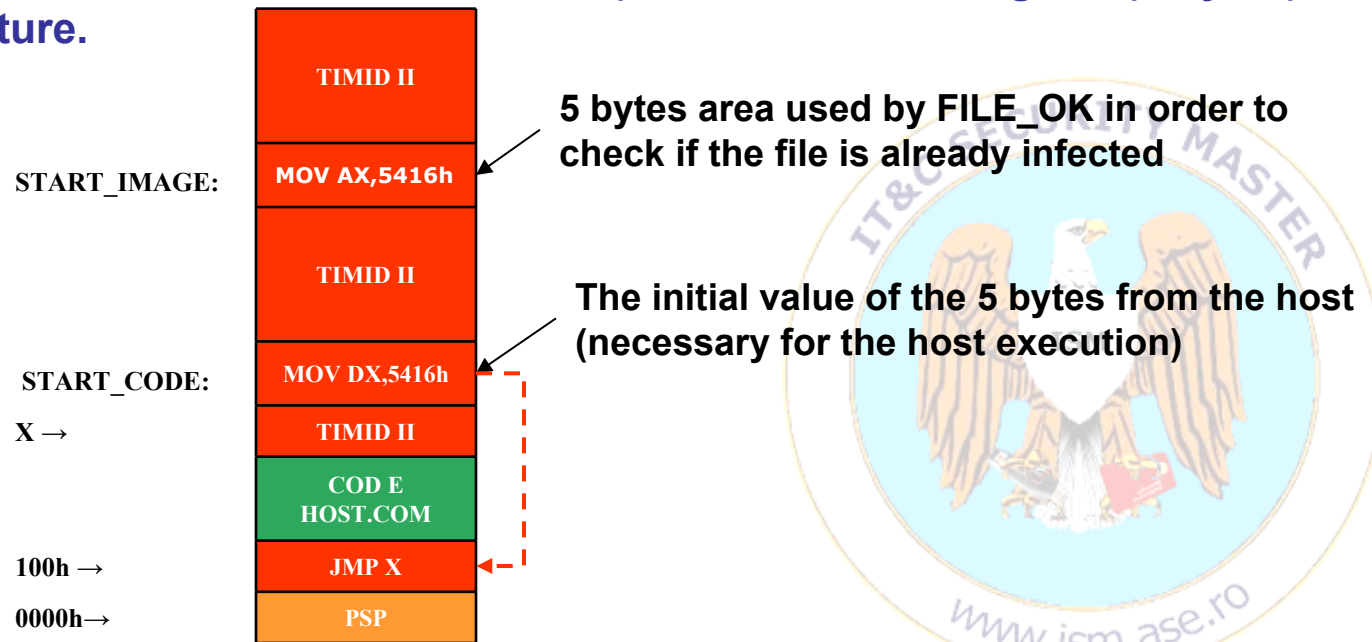 ture.
TIMID II
5 bytes area used by FILE_OK in order to
check if the file is already infected
START_IMAGE:
MOV AX,5416h
TIMID II
The initial value of the 5 bytes from the host
(necessary for the host execution)
START_CODE:
MOV DX,5416h
X →
TIMID II
COD E
HOST.COM
100h →
JMP X
0000h→
PSP
IT&C SECURITY MASTER
www.ism.ase.ro